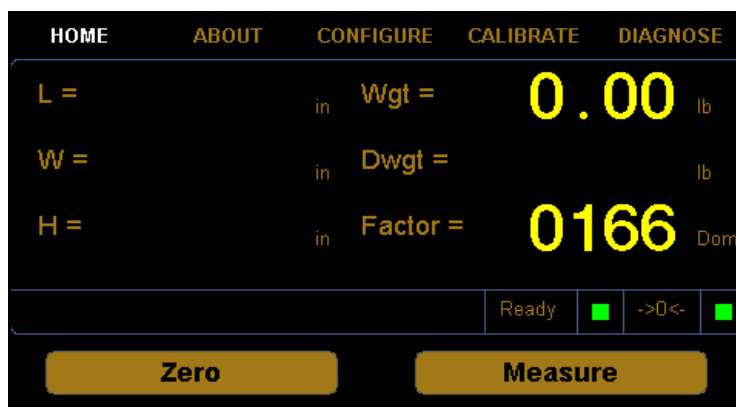 HOME ABOUT CONFIGURE CALIBRATE DIAGNOSE
L = in Wgt = 0.00 lb
W = in Dwgt = lb
H = in Factor = 0166 Dom
Ready ->0<-
Zero Measure